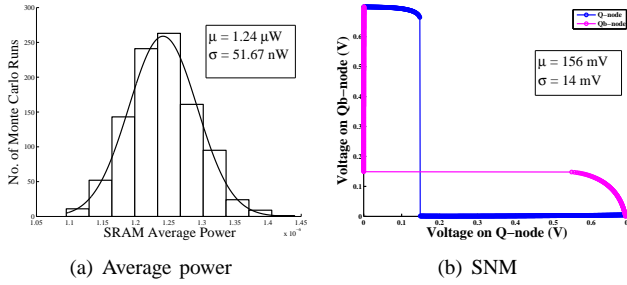 300
250
200
150
100
50
0
1.05 1.1 1.15 1.2 1.25 1.3 1.35 1.4 1.45
x 10⁻⁶
No. of Monte Carlo Runs
SRAM Average Power
μ = 1.24 μW
σ = 51.67 nW
(a) Average power
Q−node
Qb−node
0.6
0.5
0.4
0.3
0.2
0.1
0
0 0.1 0.2 0.3 0.4 0.5 0.6
Voltage on Qb−node (V)
Voltage on Q−node (V)
μ = 156 mV
σ = 14 mV
(b) SNM